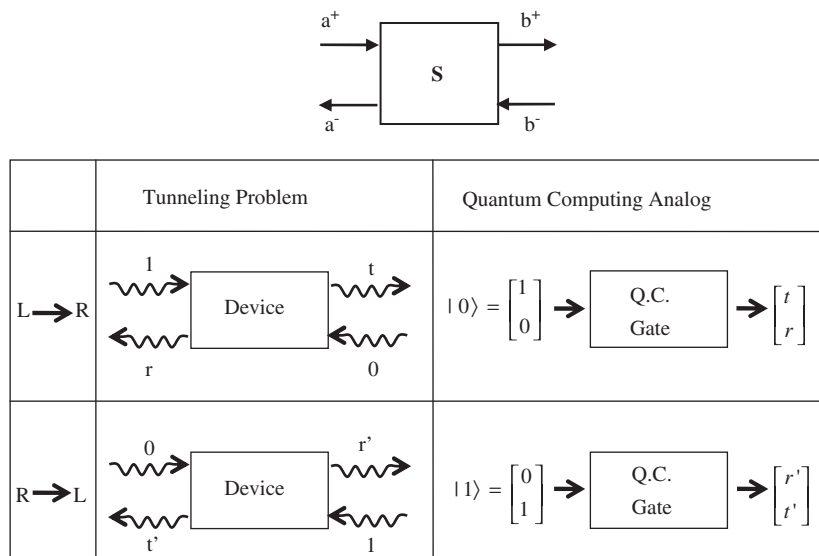 a⁺ b⁺
S
a⁻ b⁻
Tunneling Problem Quantum Computing Analog
L R
1 t
Device
r 0
| 0⟩ = [1 0]
Q.C.
Gate
[t r]
R L
0 r'
Device
t' 1
| 1⟩ = [0 1]
Q.C.
Gate
[r' t']